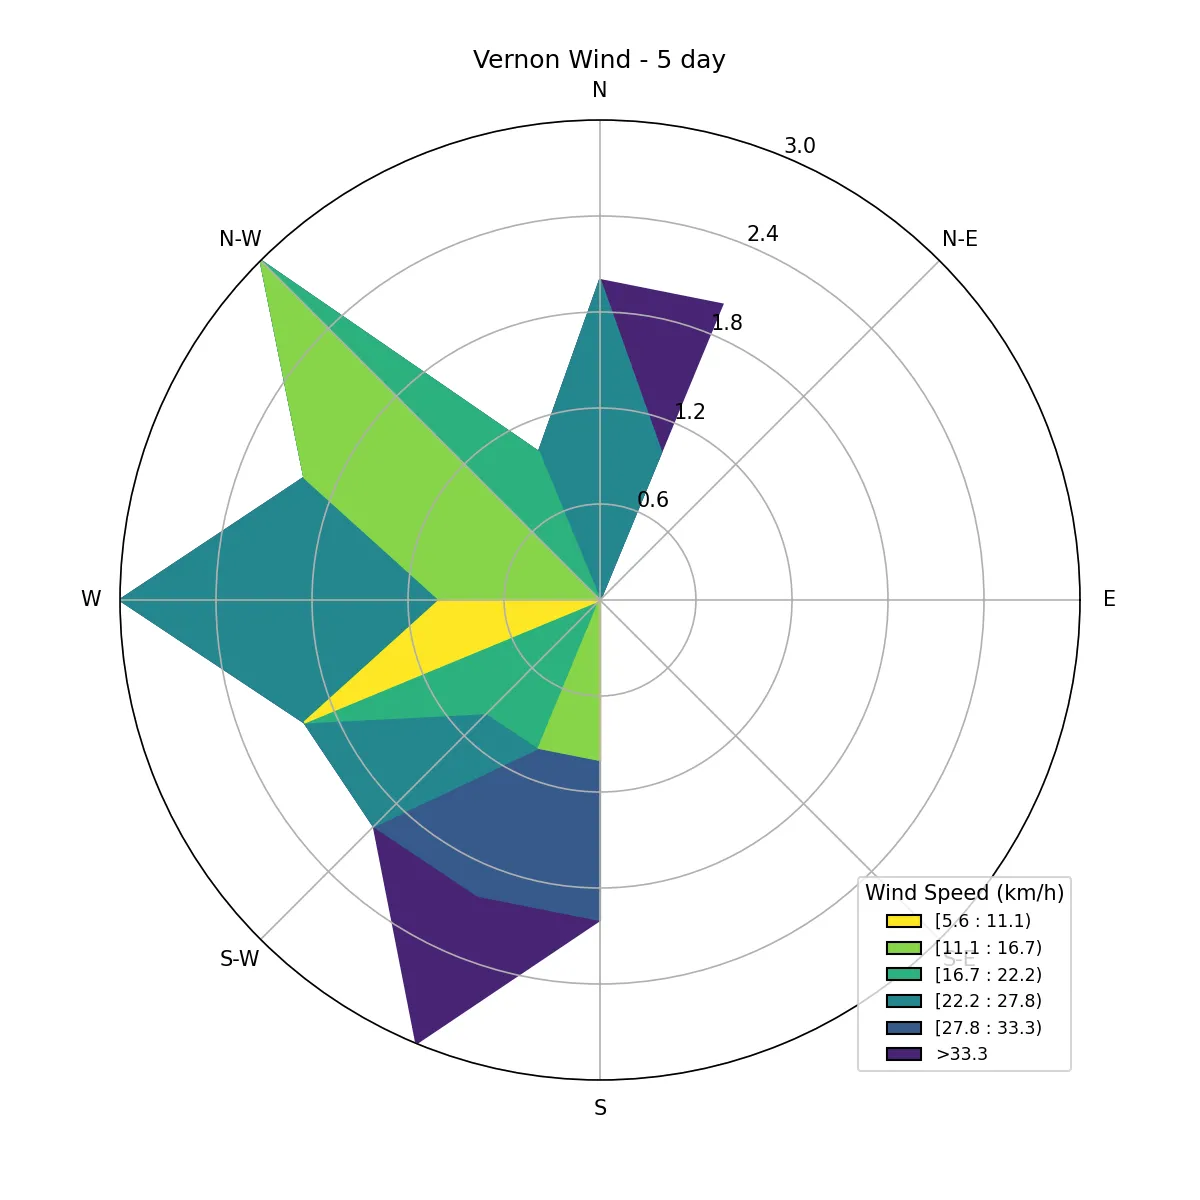 Vernon Wind - 5 day
N
3.0
N-W
2.4
N-E
1.8
1.2
0.6
W
E
S-W
S-E
S
Wind Speed (km/h)
[5.6 : 11.1)
[11.1 : 16.7)
[16.7 : 22.2)
[22.2 : 27.8)
[27.8 : 33.3)
>33.3